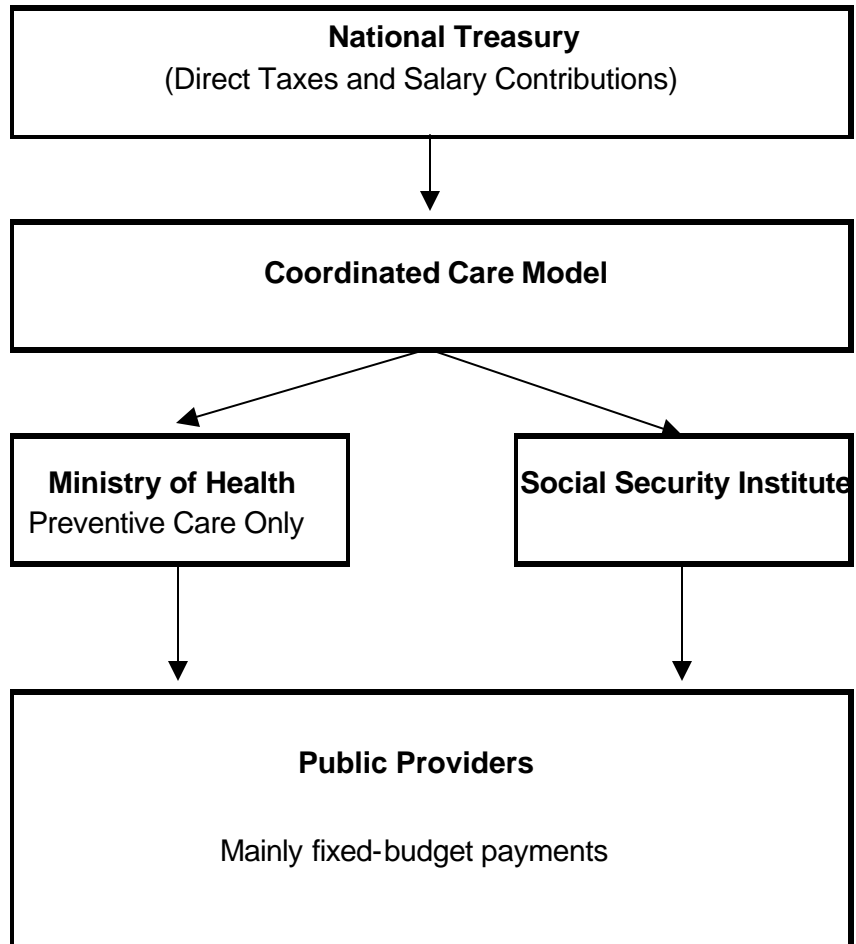 National Treasury
(Direct Taxes and Salary Contributions)
Coordinated Care Model
Ministry of Health
Preventive Care Only
Social Security Institute
Public Providers
Mainly fixed-budget payments